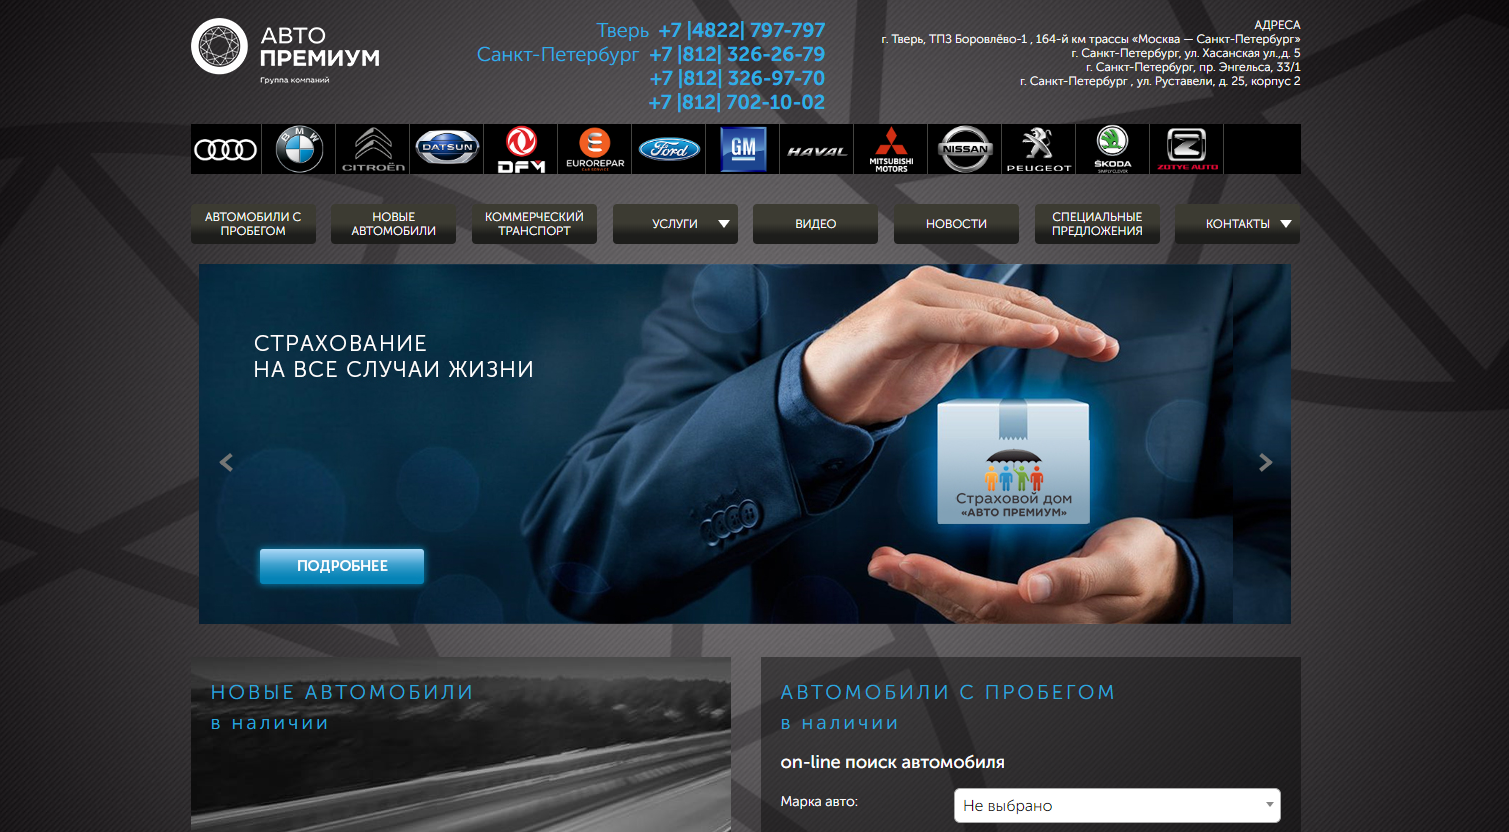 АВТО
ПРЕМИУМ
Группа компаний
Тверь +7 |4822| 797-797
Санкт-Петербург +7 |812| 326-26-79
+7 |812| 326-97-70
+7 |812| 702-10-02
АДРЕСА
г. Тверь, ТПЗ Боровлёво-1 , 164-й км трассы «Москва — Санкт-Петербург»
г. Санкт-Петербург, ул. Хасанская ул.,д. 5
г. Санкт-Петербург, пр. Энгельса, 33/1
г. Санкт-Петербург , ул. Руставели, д. 25, корпус 2
BMW
CITROËN
DATSUN
DFM
EUROREPAR
CAR SERVICE
Ford
GM
HAVAL
MITSUBISHI
MOTORS
NISSAN
PEUGEOT
ŠKODA
SIMPLY CLEVER
ZOTYE AUTO
АВТОМОБИЛИ С
ПРОБЕГОМ
НОВЫЕ
АВТОМОБИЛИ
КОММЕРЧЕСКИЙ
ТРАНСПОРТ
УСЛУГИ
ВИДЕО
НОВОСТИ
СПЕЦИАЛЬНЫЕ
ПРЕДЛОЖЕНИЯ
КОНТАКТЫ
СТРАХОВАНИЕ
НА ВСЕ СЛУЧАИ ЖИЗНИ
Страховой дом
«АВТО ПРЕМИУМ»
ПОДРОБНЕЕ
НОВЫЕ АВТОМОБИЛИ
в наличии
АВТОМОБИЛИ С ПРОБЕГОМ
в наличии
on-line поиск автомобиля
Марка авто:
Не выбрано